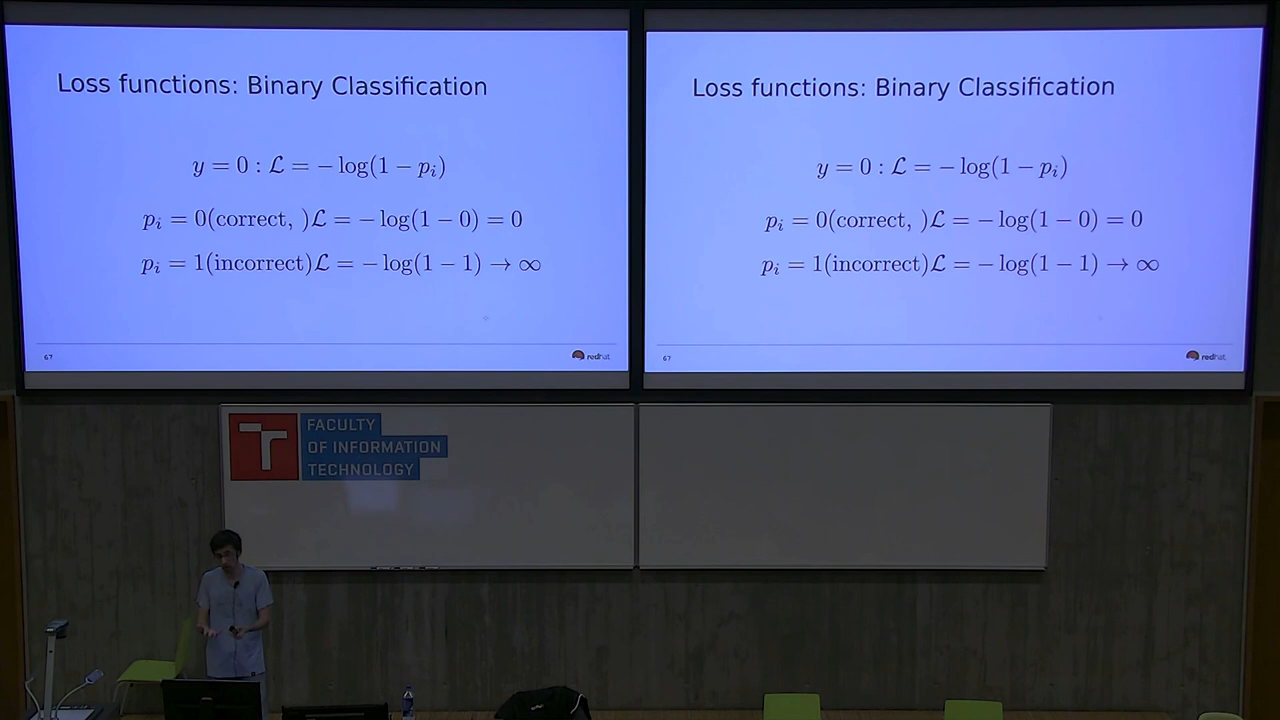 Loss functions: Binary Classification
y = 0 : ℒ = − log(1 − pᵢ)
pᵢ = 0(correct, )ℒ = − log(1 − 0) = 0
pᵢ = 1(incorrect)ℒ = − log(1 − 1) → ∞
67
redhat
Loss functions: Binary Classification
y = 0 : ℒ = − log(1 − pᵢ)
pᵢ = 0(correct, )ℒ = − log(1 − 0) = 0
pᵢ = 1(incorrect)ℒ = − log(1 − 1) → ∞
67
redhat
T
FACULTY
OF INFORMATION
TECHNOLOGY